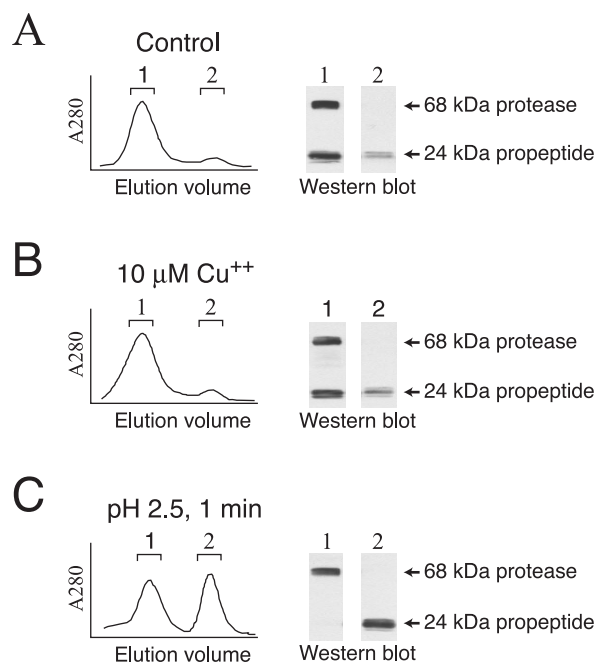 A
Control
1 2
A280
Elution volume
1 2
68 kDa protease
24 kDa propeptide
Western blot
B
10 μM Cu++
1 2
A280
Elution volume
1 2
68 kDa protease
24 kDa propeptide
Western blot
C
pH 2.5, 1 min
1 2
A280
Elution volume
1 2
68 kDa protease
24 kDa propeptide
Western blot